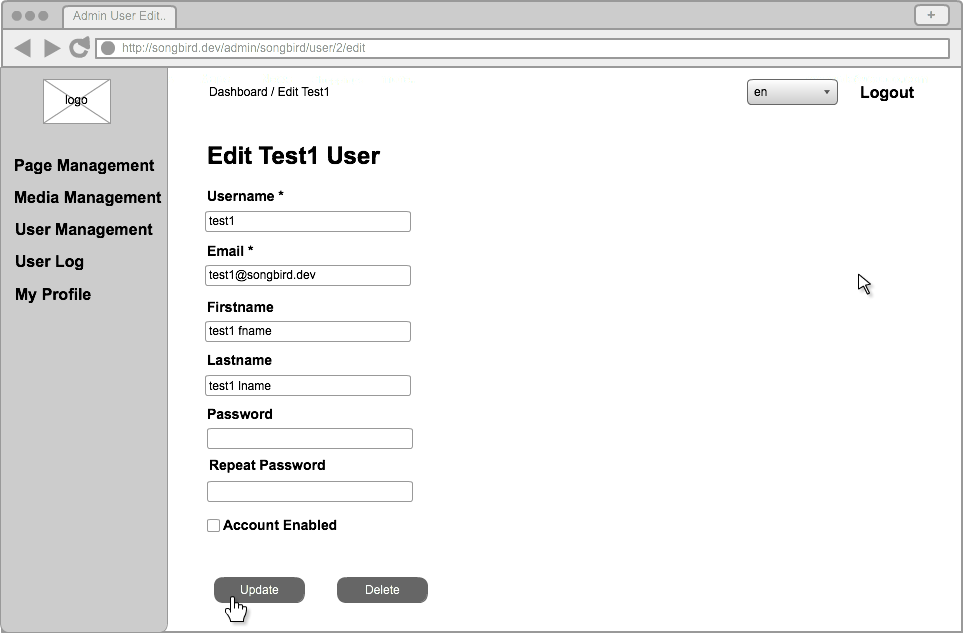 Admin User Edit..
+
http://songbird.dev/admin/songbird/user/2/edit
logo
Dashboard / Edit Test1
en
Logout
Page Management
Media Management
User Management
User Log
My Profile
Edit Test1 User
Username *
test1
Email *
test1@songbird.dev
Firstname
test1 fname
Lastname
test1 lname
Password
Repeat Password
Account Enabled
Update
Delete